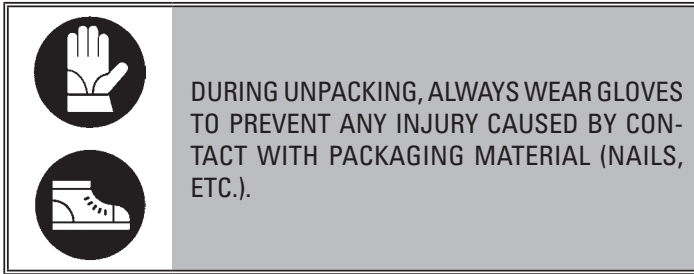 DURING UNPACKING, ALWAYS WEAR GLOVES
TO PREVENT ANY INJURY CAUSED BY CON-
TACT WITH PACKAGING MATERIAL (NAILS,
ETC.).